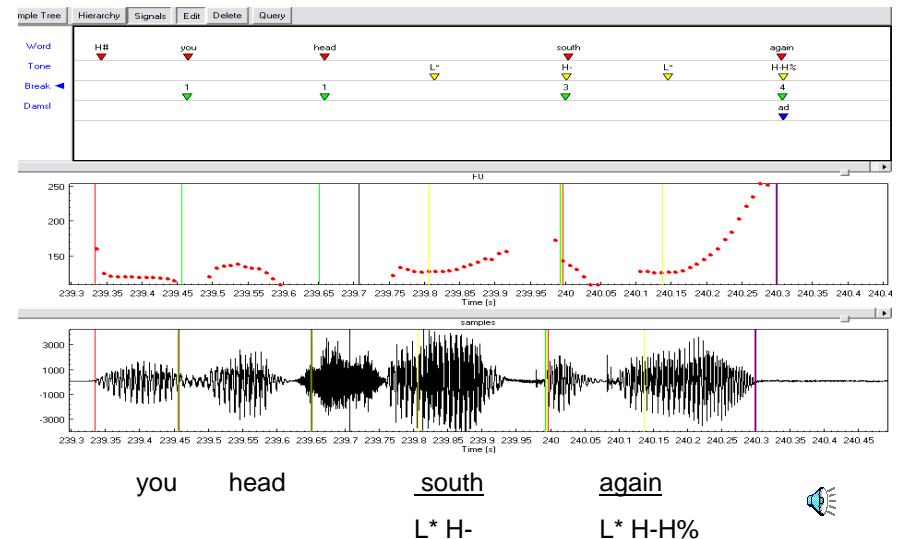 mple Tree Hierarchy Signals Edit Delete Query
Word H# you head south again
Tone L* H- L* H-H%
Break 1 1 3 4
Damsl ad
F0
250
200
150
239.3 239.35 239.4 239.45 239.5 239.55 239.6 239.65 239.7 239.75 239.8 239.85 239.9 239.95 240 240.05 240.1 240.15 240.2 240.25 240.3 240.35 240.4 240.4
Time (s)
samples
3000
1000
-1000
-3000
239.3 239.35 239.4 239.45 239.5 239.55 239.6 239.65 239.7 239.75 239.8 239.85 239.9 239.95 240 240.05 240.1 240.15 240.2 240.25 240.3 240.35 240.4 240.45
Time (s)
you head south again
L* H- L* H-H%